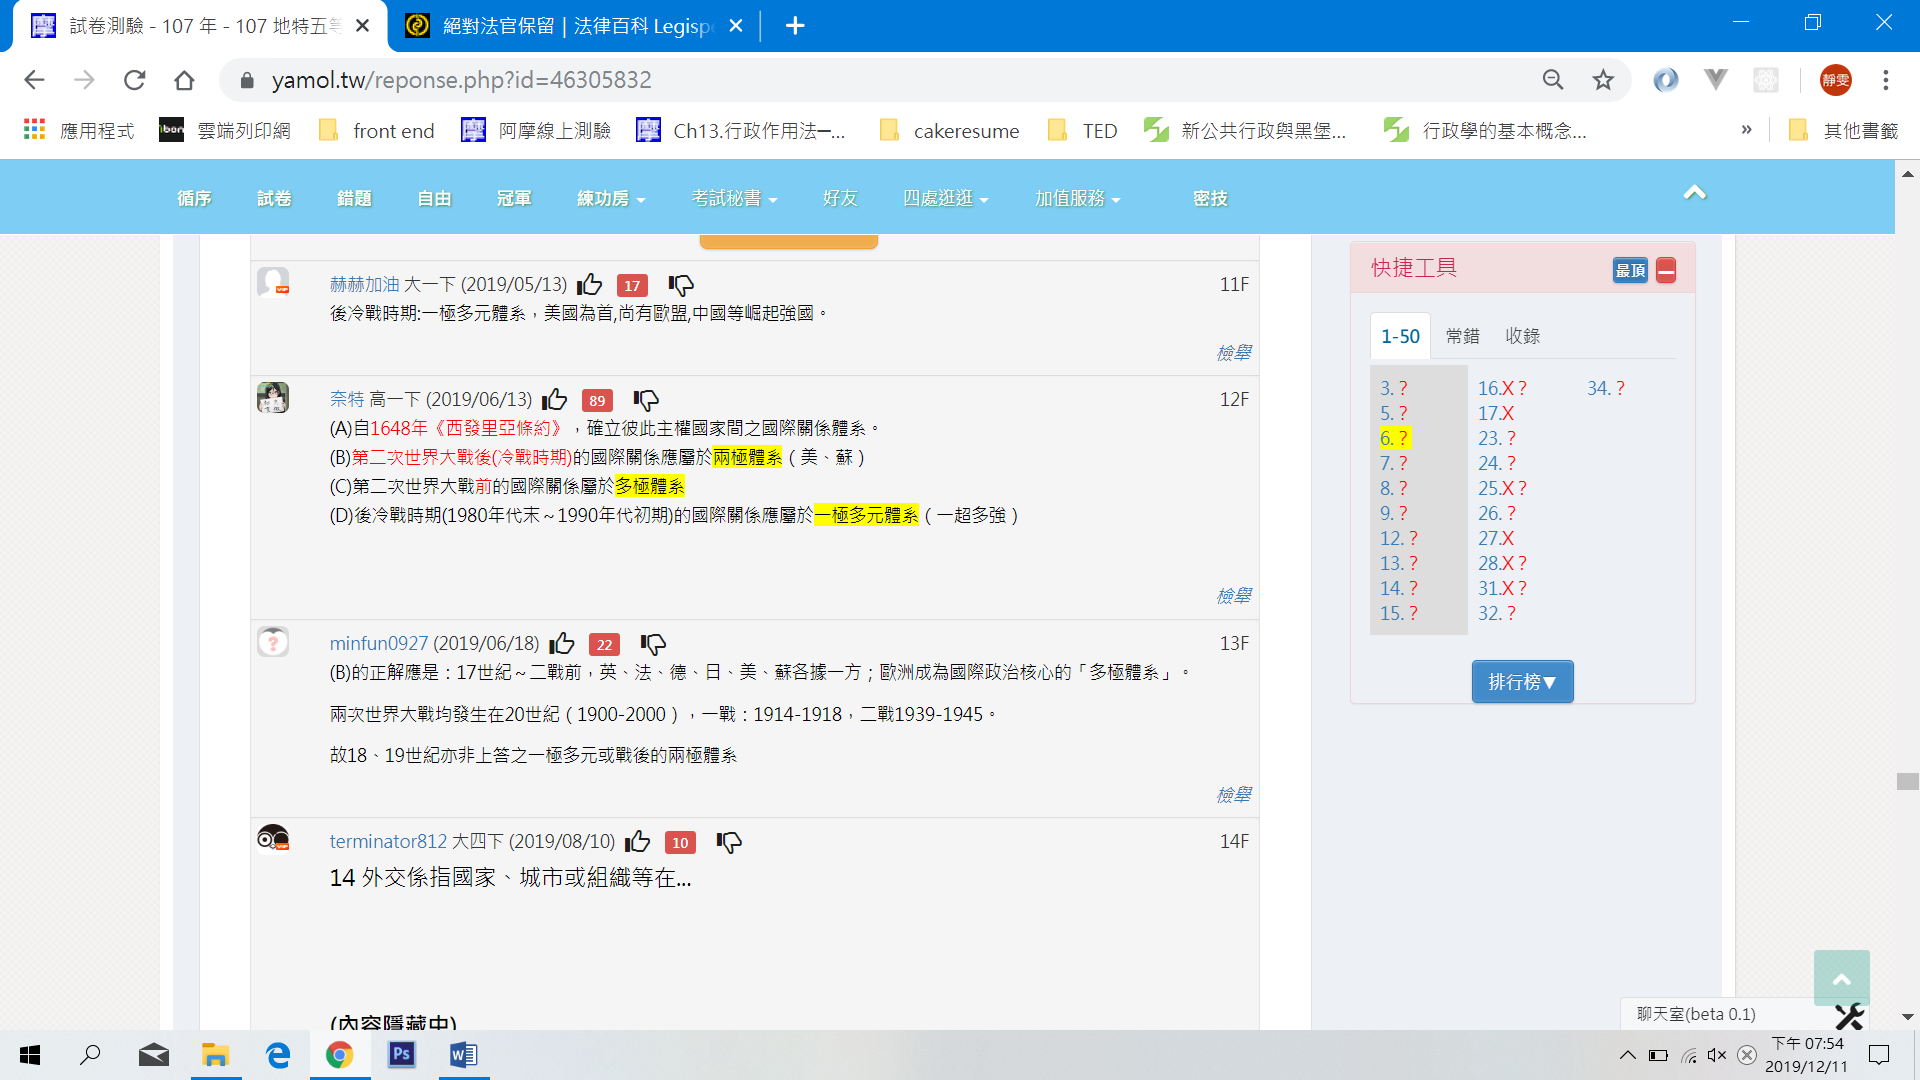 試卷測驗 - 107 年 - 107 地特五等
絕對法官保留 | 法律百科 Legispe
yamol.tw/reponse.php?id=46305832
靜雯
應用程式
ibon
雲端列印網
front end
阿摩線上測驗
Ch13.行政作用法─...
cakeresume
TED
新公共行政與黑堡...
行政學的基本概念...
»
其他書籤
循序 試卷 錯題 自由 冠軍 練功房 考試秘書 好友 四處逛逛 加值服務 密技
赫赫加油 大一下 (2019/05/13) 17 11F
後冷戰時期:一極多元體系，美國為首,尚有歐盟,中國等崛起強國。
檢舉
奈特 高一下 (2019/06/13) 89 12F
(A)自1648年《西發里亞條約》，確立彼此主權國家間之國際關係體系。
(B)第二次世界大戰後(冷戰時期)的國際關係應屬於兩極體系（美、蘇）
(C)第二次世界大戰前的國際關係屬於多極體系
(D)後冷戰時期(1980年代末～1990年代初期)的國際關係應屬於一極多元體系（一超多強）
檢舉
minfun0927 (2019/06/18) 22 13F
(B)的正解應是：17世紀～二戰前，英、法、德、日、美、蘇各據一方；歐洲成為國際政治核心的「多極體系」。
兩次世界大戰均發生在20世紀（1900-2000），一戰：1914-1918，二戰1939-1945。
故18、19世紀亦非上答之一極多元或戰後的兩極體系
檢舉
terminator812 大四下 (2019/08/10) 10 14F
14 外交係指國家、城市或組織等在...
(內容隱藏中)
快捷工具
最頂
1-50 常錯 收錄
3. ?
5. ?
6. ?
7. ?
8. ?
9. ?
12. ?
13. ?
14. ?
15. ?
16.X ?
17.X
23. ?
24. ?
25.X ?
26. ?
27.X
28.X ?
31.X ?
32. ?
34. ?
排行榜▼
聊天室(beta 0.1)
Ps
下午 07:54
2019/12/11